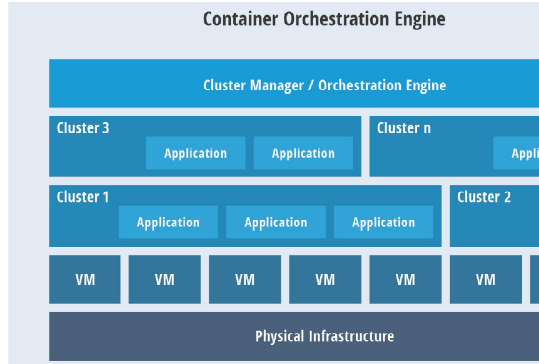 Container Orchestration Engine
Cluster Manager / Orchestration Engine
Cluster 3
Application
Application
Cluster n
Cluster 1
Application
Application
Application
Cluster 2
VM
VM
VM
VM
VM
VM
Physical Infrastructure